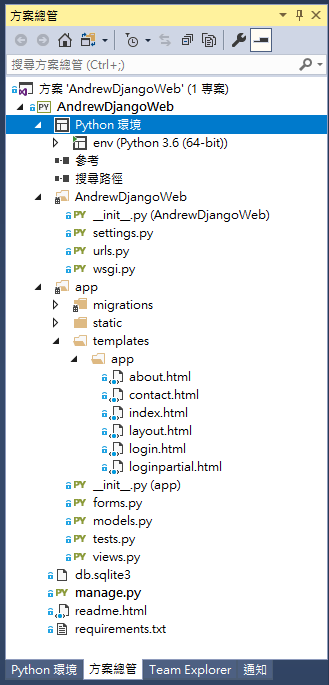 方案總管
搜尋方案總管 (Ctrl+;)
方案 'AndrewDjangoWeb' (1 專案)
AndrewDjangoWeb
Python 環境
env (Python 3.6 (64-bit))
參考
搜尋路徑
AndrewDjangoWeb
__init__.py (AndrewDjangoWeb)
settings.py
urls.py
wsgi.py
app
migrations
static
templates
app
about.html
contact.html
index.html
layout.html
login.html
loginpartial.html
__init__.py (app)
forms.py
models.py
tests.py
views.py
db.sqlite3
manage.py
readme.html
requirements.txt
Python 環境 方案總管 Team Explorer 通知